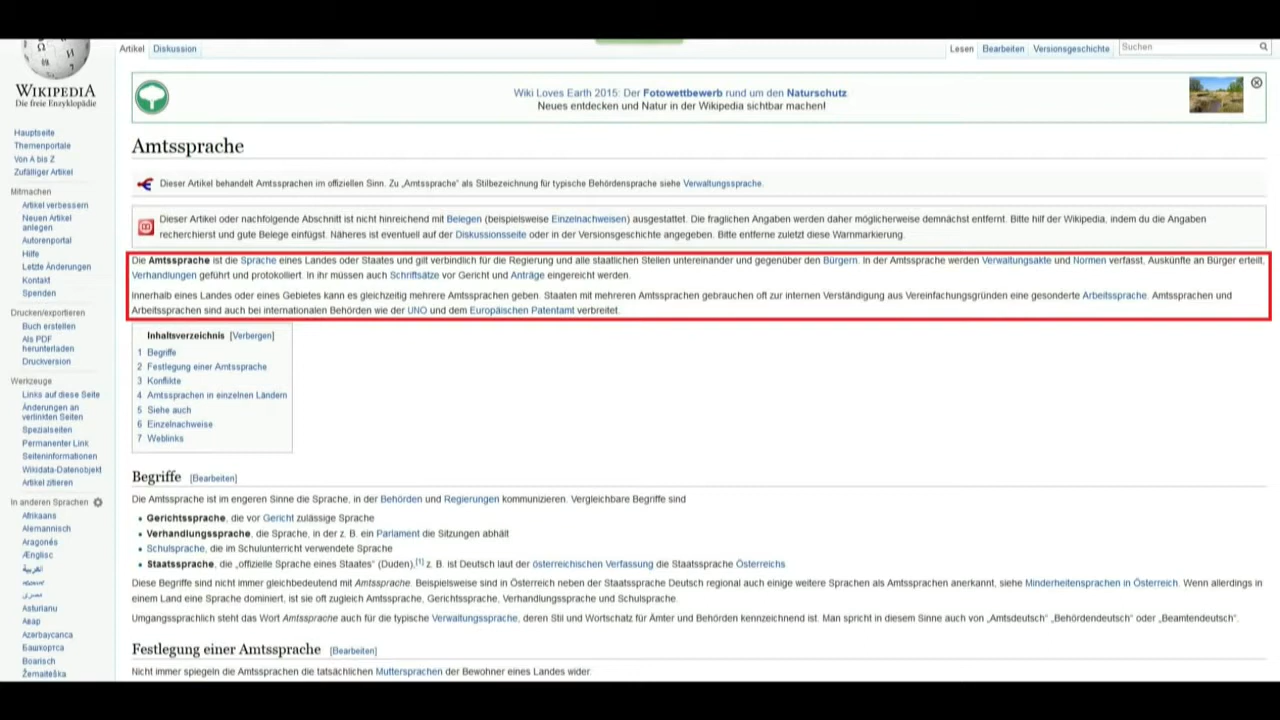 WIKIPEDIA
Die freie Enzyklopädie
Artikel Diskussion
Lesen Bearbeiten Versionsgeschichte Suchen
Wiki Loves Earth 2015: Der Fotowettbewerb rund um den Naturschutz
Neues entdecken und Natur in der Wikipedia sichtbar machen!
Hauptseite
Themenportale
Von A bis Z
Zufälliger Artikel
Mitmachen
Artikel verbessern
Neuen Artikel
anlegen
Autorenportal
Hilfe
Letzte Änderungen
Kontakt
Spenden
Drucken/exportieren
Buch erstellen
Als PDF
herunterladen
Druckversion
Werkzeuge
Links auf diese Seite
Änderungen an
verlinkten Seiten
Spezialseiten
Permanenter Link
Seiteninformationen
Wikidata-Datenobjekt
Artikel zitieren
In anderen Sprachen
Afrikaans
Alemannisch
Aragonés
Ænglisc
العربية
مصرى
Asturianu
Авар
Azərbaycanca
Башҡортса
Boarisch
Žemaitėška
Amtssprache
Dieser Artikel behandelt Amtssprachen im offiziellen Sinn. Zu „Amtssprache“ als Stilbezeichnung für typische Behördensprache siehe Verwaltungssprache.
Dieser Artikel oder nachfolgende Abschnitt ist nicht hinreichend mit Belegen (beispielsweise Einzelnachweisen) ausgestattet. Die fraglichen Angaben werden daher möglicherweise demnächst entfernt. Bitte hilf der Wikipedia, indem du die Angaben
recherchierst und gute Belege einfügst. Näheres ist eventuell auf der Diskussionsseite oder in der Versionsgeschichte angegeben. Bitte entferne zuletzt diese Warnmarkierung.
Die Amtssprache ist die Sprache eines Landes oder Staates und gilt verbindlich für die Regierung und alle staatlichen Stellen untereinander und gegenüber den Bürgern. In der Amtssprache werden Verwaltungsakte und Normen verfasst, Auskünfte an Bürger erteilt,
Verhandlungen geführt und protokolliert. In ihr müssen auch Schriftsätze vor Gericht und Anträge eingereicht werden.
Innerhalb eines Landes oder eines Gebietes kann es gleichzeitig mehrere Amtssprachen geben. Staaten mit mehreren Amtssprachen gebrauchen oft zur internen Verständigung aus Vereinfachungsgründen eine gesonderte Arbeitssprache. Amtssprachen und
Arbeitssprachen sind auch bei internationalen Behörden wie der UNO und dem Europäischen Patentamt verbreitet.
Inhaltsverzeichnis [Verbergen]
1 Begriffe
2 Festlegung einer Amtssprache
3 Konflikte
4 Amtssprachen in einzelnen Ländern
5 Siehe auch
6 Einzelnachweise
7 Weblinks
Begriffe [Bearbeiten]
Die Amtssprache ist im engeren Sinne die Sprache, in der Behörden und Regierungen kommunizieren. Vergleichbare Begriffe sind
• Gerichtssprache, die vor Gericht zulässige Sprache
• Verhandlungssprache, die Sprache, in der z. B. ein Parlament die Sitzungen abhält
• Schulsprache, die im Schulunterricht verwendete Sprache
• Staatssprache, die „offizielle Sprache eines Staates“ (Duden),[1] z. B. ist Deutsch laut der österreichischen Verfassung die Staatssprache Österreichs
Diese Begriffe sind nicht immer gleichbedeutend mit Amtssprache. Beispielsweise sind in Österreich neben der Staatssprache Deutsch regional auch einige weitere Sprachen als Amtssprachen anerkannt, siehe Minderheitensprachen in Österreich. Wenn allerdings in
einem Land eine Sprache dominiert, ist sie oft zugleich Amtssprache, Gerichtssprache, Verhandlungssprache und Schulsprache.
Umgangssprachlich steht das Wort Amtssprache auch für die typische Verwaltungssprache, deren Stil und Wortschatz für Ämter und Behörden kennzeichnend ist. Man spricht in diesem Sinne auch von „Amtsdeutsch“ „Behördendeutsch“ oder „Beamtendeutsch“.
Festlegung einer Amtssprache [Bearbeiten]
Nicht immer spiegeln die Amtssprachen die tatsächlichen Muttersprachen der Bewohner eines Landes wider.